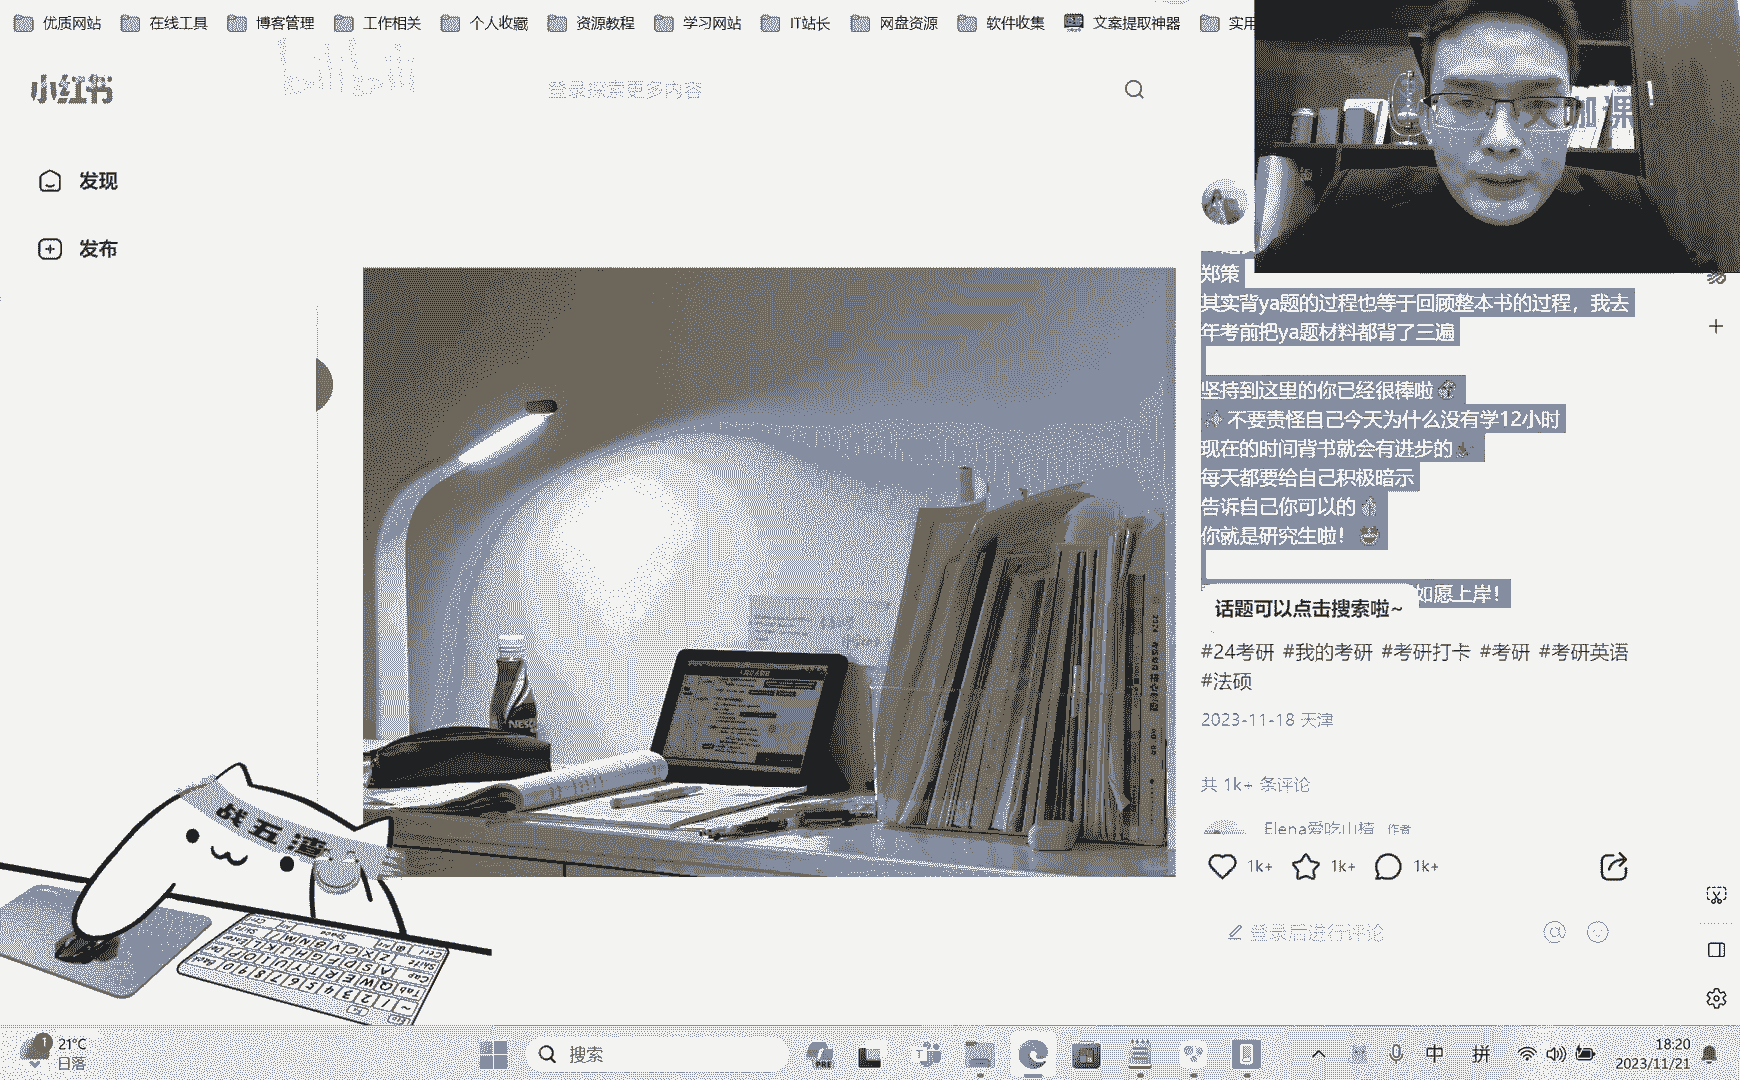 优质网站 在线工具 博客管理 工作相关 个人收藏 资源教程 学习网站 IT站长 网盘资源 软件收集 文案提取神器 实用
bilibili
小红书
登录探索更多内容
咖 课 !
发现
发布
郑策
其实背ya题的过程也等于回顾整本书的过程，我去
年考前把ya题材料都背了三遍
坚持到这里的你已经很棒啦
不要责怪自己今天为什么没有学12小时
现在的时间背书就会有进步的
每天都要给自己积极暗示
告诉自己你可以的
你就是研究生啦！
如愿上岸！
话题可以点击搜索啦~
#24考研 #我的考研 #考研打卡 #考研 #考研英语
#法硕
2023-11-18 天津
共 1k+ 条评论
Elena爱吃山楂 作者
1k+ 1k+ 1k+
登录后进行评论
战五渣
21°C
日落
搜索
PRE
中 拼
18:20
2023/11/21